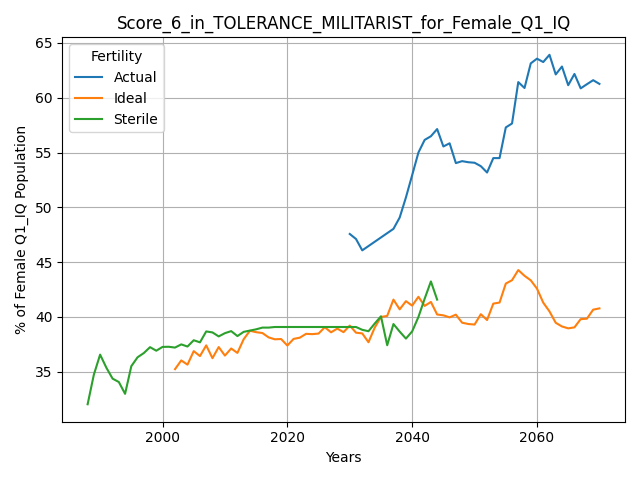 Score_6_in_TOLERANCE_MILITARIST_for_Female_Q1_IQ
% of Female Q1_IQ Population
65
60
55
50
45
40
35
Fertility
Actual
Ideal
Sterile
2000
2020
2040
2060
Years